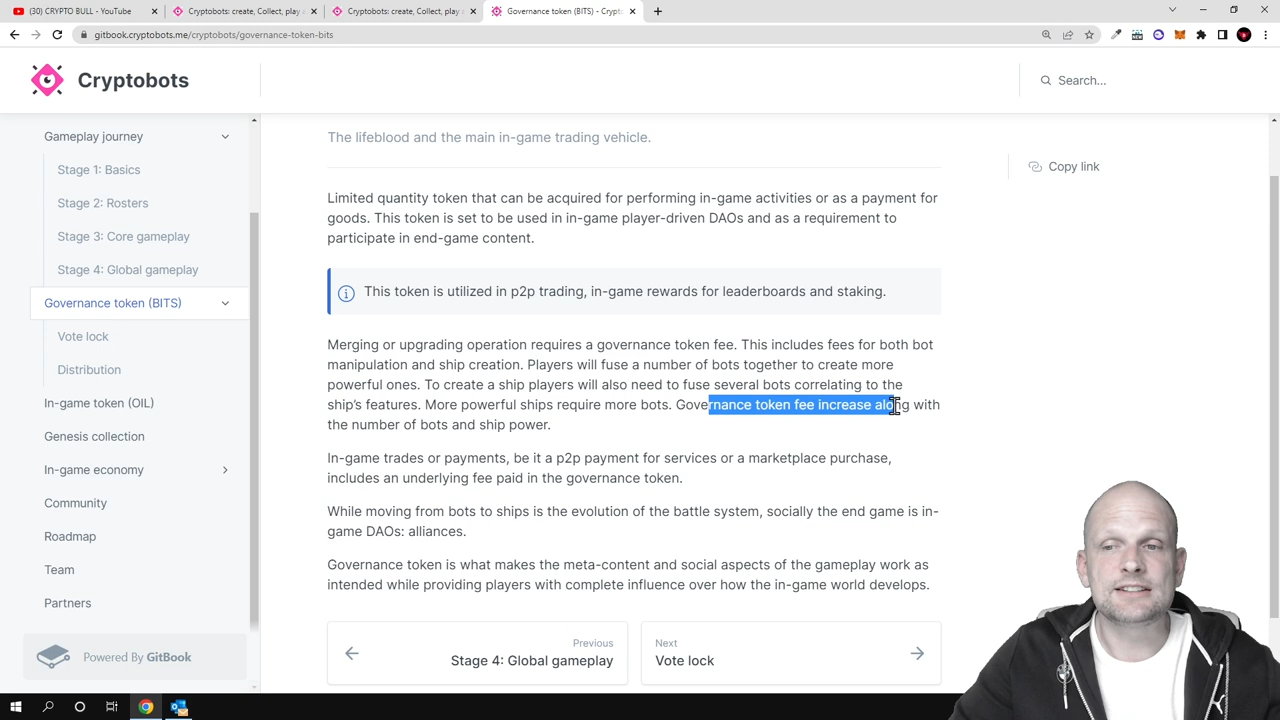 (30) CRYPTO BULL - YouTube
Cryptobots: create, Collect, play a
Cryptobots: create, Collect, play a
Governance token (BITS) - Crypto
gitbook.cryptobots.me/cryptobots/governance-token-bits
Cryptobots
Search...
Gameplay journey
Stage 1: Basics
Stage 2: Rosters
Stage 3: Core gameplay
Stage 4: Global gameplay
Governance token (BITS)
Vote lock
Distribution
In-game token (OIL)
Genesis collection
In-game economy
Community
Roadmap
Team
Partners
Powered By GitBook
The lifeblood and the main in-game trading vehicle.
Copy link
Limited quantity token that can be acquired for performing in-game activities or as a payment for
goods. This token is set to be used in in-game player-driven DAOs and as a requirement to
participate in end-game content.
This token is utilized in p2p trading, in-game rewards for leaderboards and staking.
Merging or upgrading operation requires a governance token fee. This includes fees for both bot
manipulation and ship creation. Players will fuse a number of bots together to create more
powerful ones. To create a ship players will also need to fuse several bots correlating to the
ship's features. More powerful ships require more bots. Governance token fee increase along with
the number of bots and ship power.
In-game trades or payments, be it a p2p payment for services or a marketplace purchase,
includes an underlying fee paid in the governance token.
While moving from bots to ships is the evolution of the battle system, socially the end game is in-
game DAOs: alliances.
Governance token is what makes the meta-content and social aspects of the gameplay work as
intended while providing players with complete influence over how the in-game world develops.
Previous
Stage 4: Global gameplay
Next
Vote lock